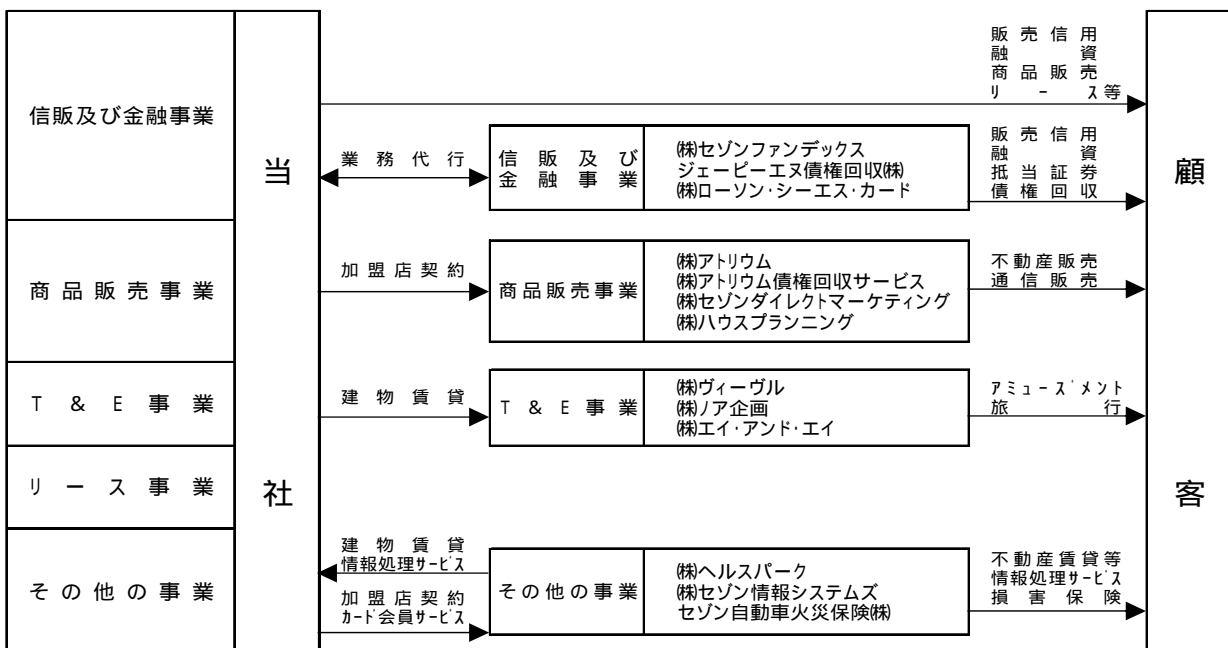 信販及び金融事業
商品販売事業
T & E 事業
リース事業
その他の事業
当
社
販売信用
融資
商品販売
リース等
業務代行
信販及び
金融事業
㈱セゾンファンデックス
ジェーピーエヌ債権回収㈱
㈱ローソン・シーエス・カード
販売信用
融資
抵当証券
債権回収
加盟店契約
商品販売事業
㈱アトリウム
㈱アトリウム債権回収サービス
㈱セゾンダイレクトマーケティング
㈱ハウスプランニング
不動産販売
通信販売
建物賃貸
T & E 事業
㈱ヴィーヴル
㈱ノア企画
㈱エイ・アンド・エイ
アミューズメント
旅行
建物賃貸
情報処理サービス
加盟店契約
カード会員サービス
その他の事業
㈱ヘルスパーク
㈱セゾン情報システムズ
セゾン自動車火災保険㈱
不動産賃貸等
情報処理サービス
損害保険
顧
客